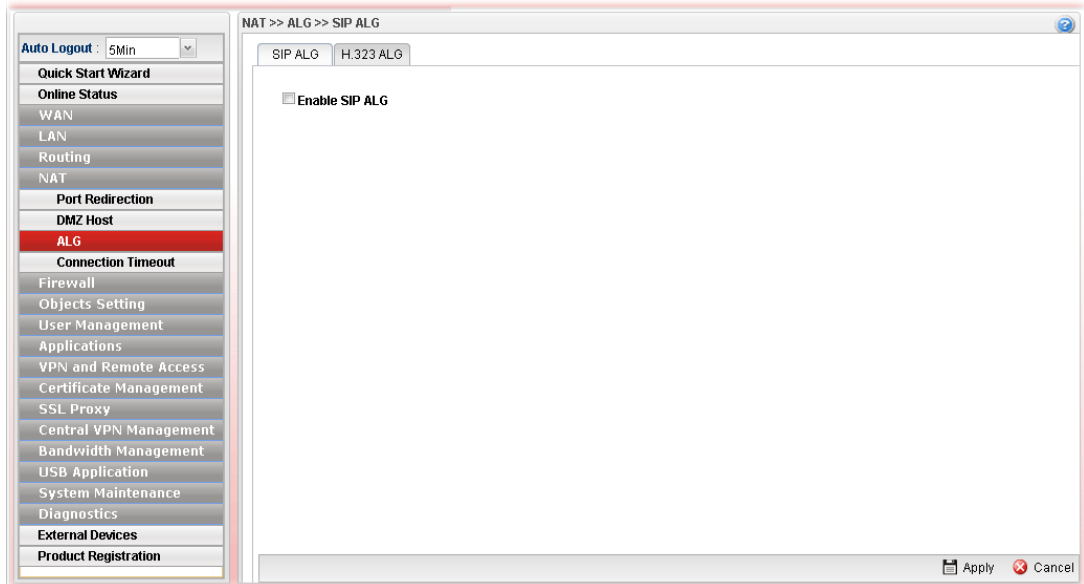 NAT >> ALG >> SIP ALG
Auto Logout : 5Min
SIP ALG H.323 ALG
Quick Start Wizard
Online Status
Enable SIP ALG
WAN
LAN
Routing
NAT
Port Redirection
DMZ Host
ALG
Connection Timeout
Firewall
Objects Setting
User Management
Applications
VPN and Remote Access
Certificate Management
SSL Proxy
Central VPN Management
Bandwidth Management
USB Application
System Maintenance
Diagnostics
External Devices
Product Registration
Apply Cancel